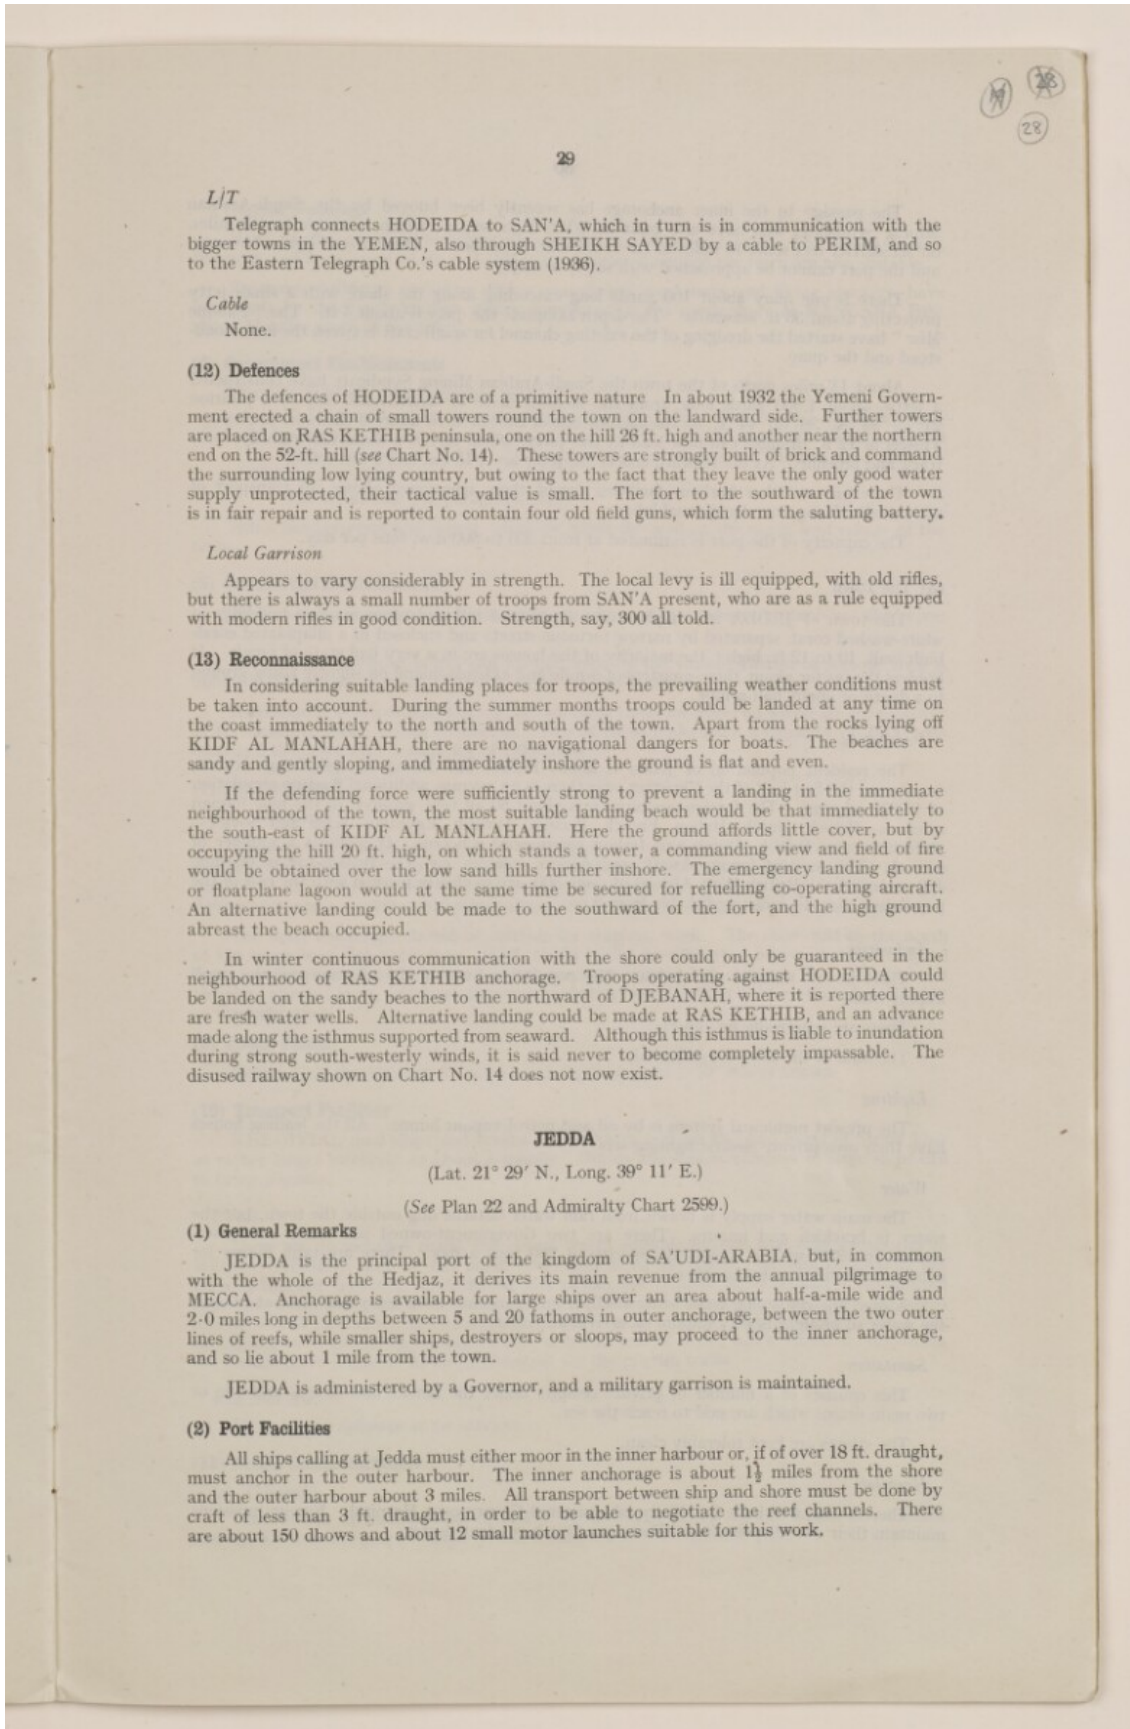 28
28
29
L/T
Telegraph connects HODEIDA to SAN'A, which in turn is in communication with the
bigger towns in the YEMEN, also through SHEIKH SAYED by a cable to PERIM, and so
to the Eastern Telegraph Co.'s cable system (1936).
Cable
None.
(12) Defences
The defences of HODEIDA are of a primitive nature In about 1932 the Yemeni Govern-
ment erected a chain of small towers round the town on the landward side. Further towers
are placed on RAS KETHIB peninsula, one on the hill 26 ft. high and another near the northern
end on the 52-ft. hill (see Chart No. 14). These towers are strongly built of brick and command
the surrounding low lying country, but owing to the fact that they leave the only good water
supply unprotected, their tactical value is small. The fort to the southward of the town
is in fair repair and is reported to contain four old field guns, which form the saluting battery.
Local Garrison
Appears to vary considerably in strength. The local levy is ill equipped, with old rifles,
but there is always a small number of troops from SAN'A present, who are as a rule equipped
with modern rifles in good condition. Strength, say, 300 all told.
(13) Reconnaissance
In considering suitable landing places for troops, the prevailing weather conditions must
be taken into account. During the summer months troops could be landed at any time on
the coast immediately to the north and south of the town. Apart from the rocks lying off
KIDF AL MANLAHAH, there are no navigational dangers for boats. The beaches are
sandy and gently sloping, and immediately inshore the ground is flat and even.
If the defending force were sufficiently strong to prevent a landing in the immediate
neighbourhood of the town, the most suitable landing beach would be that immediately to
the south-east of KIDF AL MANLAHAH. Here the ground affords little cover, but by
occupying the hill 20 ft. high, on which stands a tower, a commanding view and field of fire
would be obtained over the low sand hills further inshore. The emergency landing ground
or floatplane lagoon would at the same time be secured for refuelling co-operating aircraft.
An alternative landing could be made to the southward of the fort, and the high ground
abreast the beach occupied.
In winter continuous communication with the shore could only be guaranteed in the
neighbourhood of RAS KETHIB anchorage. Troops operating against HODEIDA could
be landed on the sandy beaches to the northward of DJEBANAH, where it is reported there
are fresh water wells. Alternative landing could be made at RAS KETHIB, and an advance
made along the isthmus supported from seaward. Although this isthmus is liable to inundation
during strong south-westerly winds, it is said never to become completely impassable. The
disused railway shown on Chart No. 14 does not now exist.
JEDDA
(Lat. 21° 29′ N., Long. 39° 11′ E.)
(See Plan 22 and Admiralty Chart 2599.)
(1) General Remarks
JEDDA is the principal port of the kingdom of SA'UDI-ARABIA, but, in common
with the whole of the Hedjaz, it derives its main revenue from the annual pilgrimage to
MECCA. Anchorage is available for large ships over an area about half-a-mile wide and
2·0 miles long in depths between 5 and 20 fathoms in outer anchorage, between the two outer
lines of reefs, while smaller ships, destroyers or sloops, may proceed to the inner anchorage,
and so lie about 1 mile from the town.
JEDDA is administered by a Governor, and a military garrison is maintained.
(2) Port Facilities
All ships calling at Jedda must either moor in the inner harbour or, if of over 18 ft. draught,
must anchor in the outer harbour. The inner anchorage is about 1½ miles from the shore
and the outer harbour about 3 miles. All transport between ship and shore must be done by
craft of less than 3 ft. draught, in order to be able to negotiate the reef channels. There
are about 150 dhows and about 12 small motor launches suitable for this work.